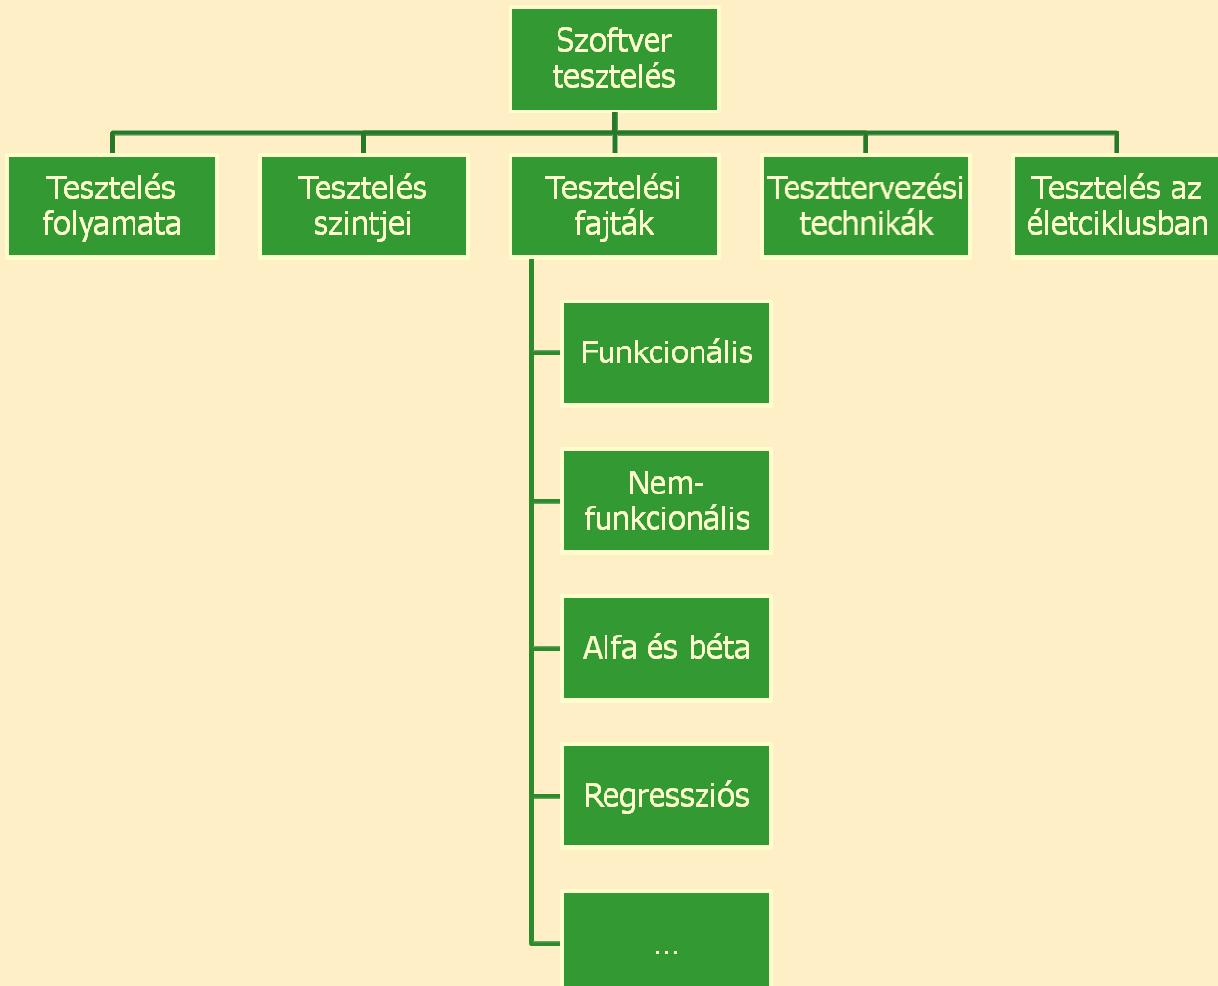 Szoftver
tesztelés
Tesztelés
folyamata
Tesztelés
szintjei
Tesztelési
fajták
Teszttervezési
technikák
Tesztelés az
életciklusban
Funkcionális
Nem-
funkcionális
Alfa és béta
Regressziós
...